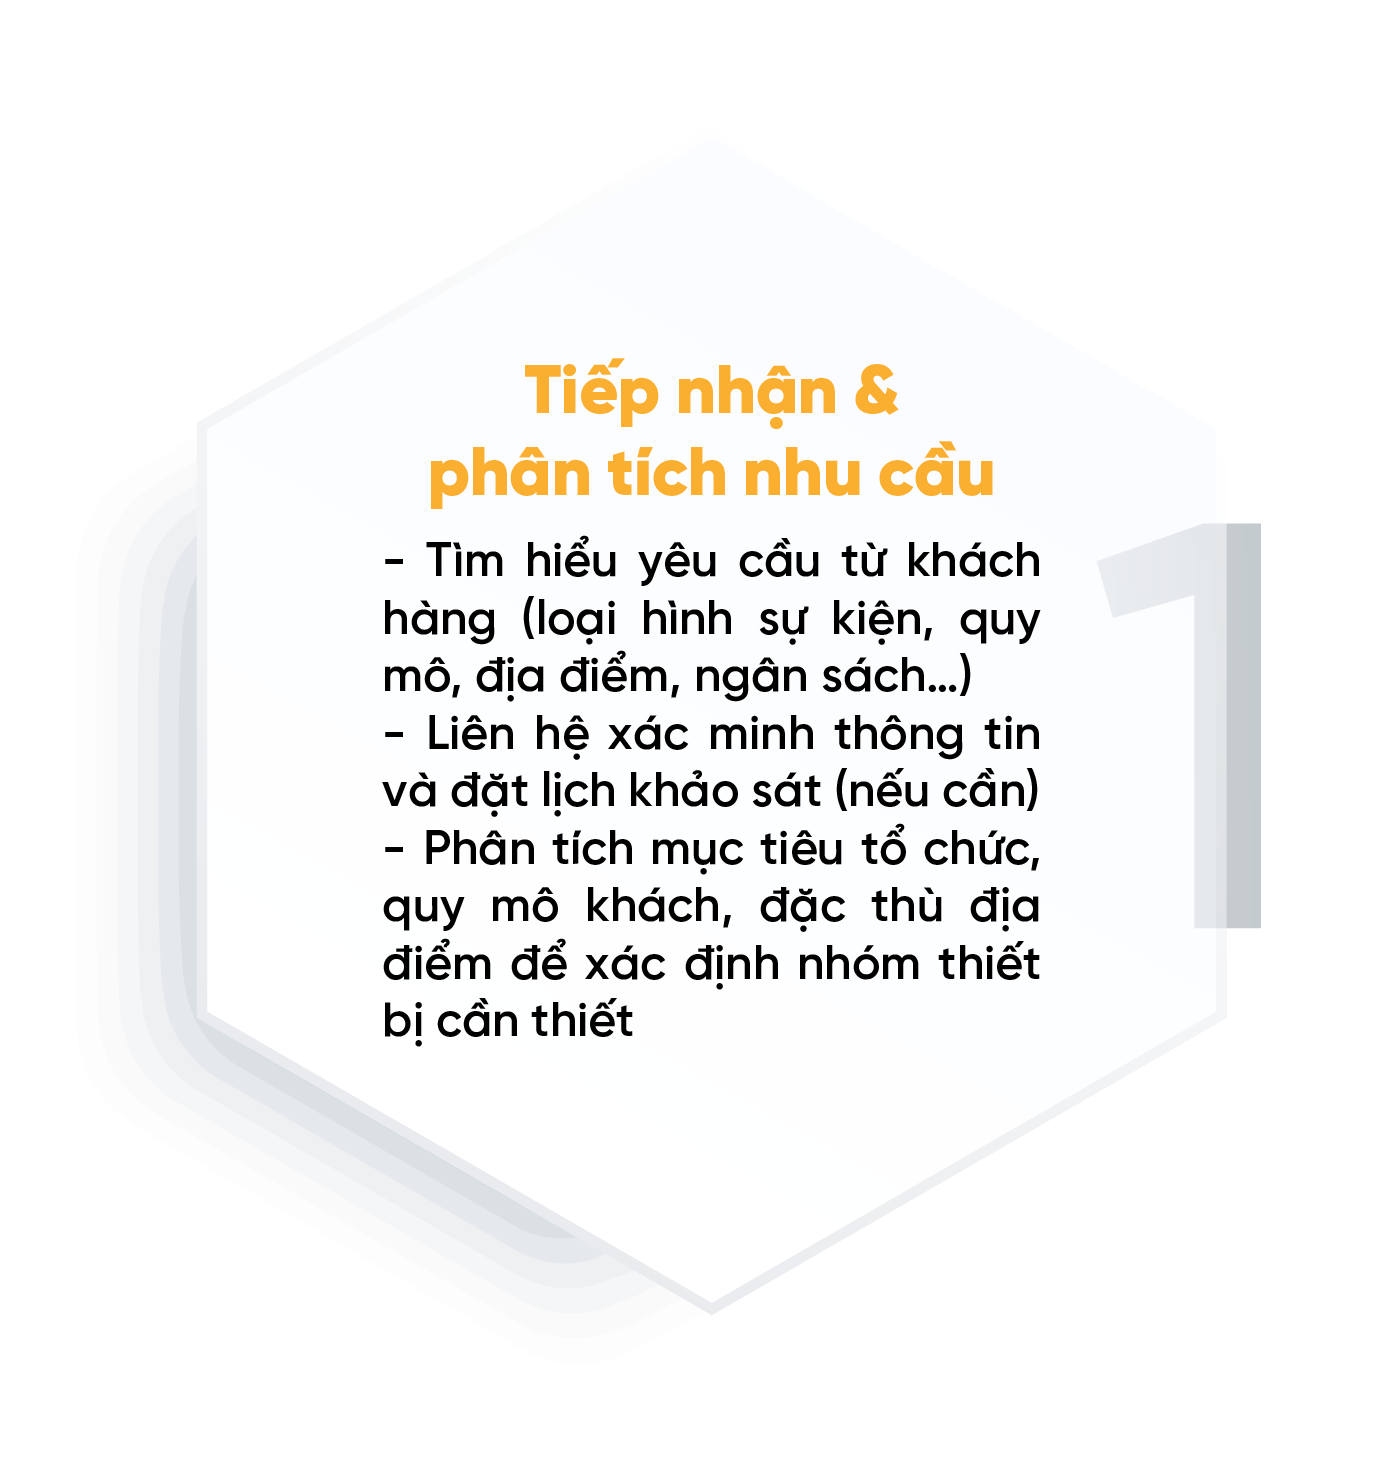 Tiếp nhận &
phân tích nhu cầu
- Tìm hiểu yêu cầu từ khách
hàng (loại hình sự kiện, quy
mô, địa điểm, ngân sách...)
- Liên hệ xác minh thông tin
và đặt lịch khảo sát (nếu cần)
- Phân tích mục tiêu tổ chức,
quy mô khách, đặc thù địa
điểm để xác định nhóm thiết
bị cần thiết
1